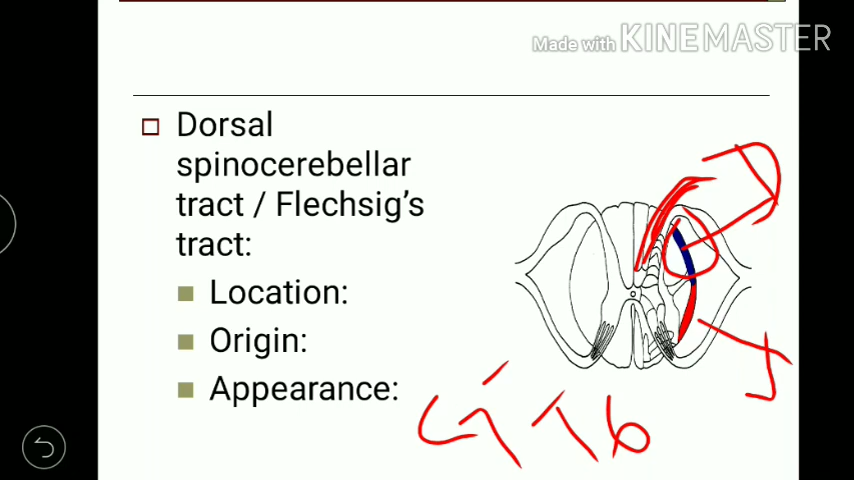 Made with KINEMASTER
Dorsal
spinocerebellar
tract / Flechsig's
tract:
Location:
Origin:
Appearance: